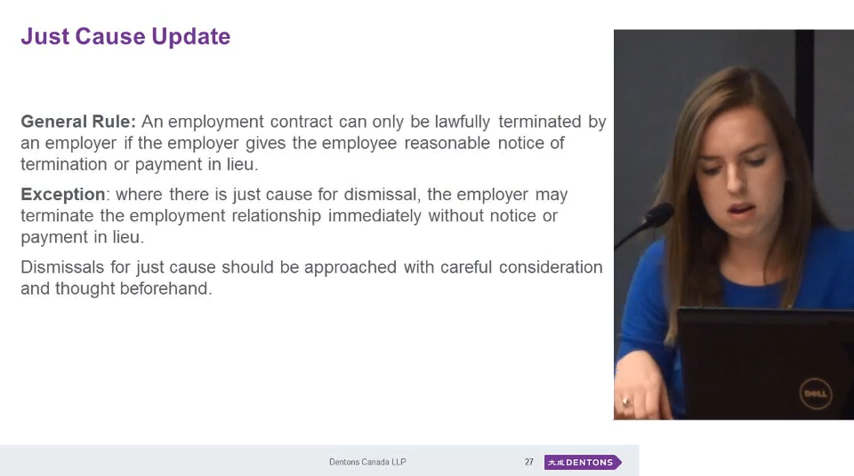 Just Cause Update
General Rule: An employment contract can only be lawfully terminated by
an employer if the employer gives the employee reasonable notice of
termination or payment in lieu.
Exception: where there is just cause for dismissal, the employer may
terminate the employment relationship immediately without notice or
payment in lieu.
Dismissals for just cause should be approached with careful consideration
and thought beforehand.
DELL
Dentons Canada LLP
27
大成 DENTONS